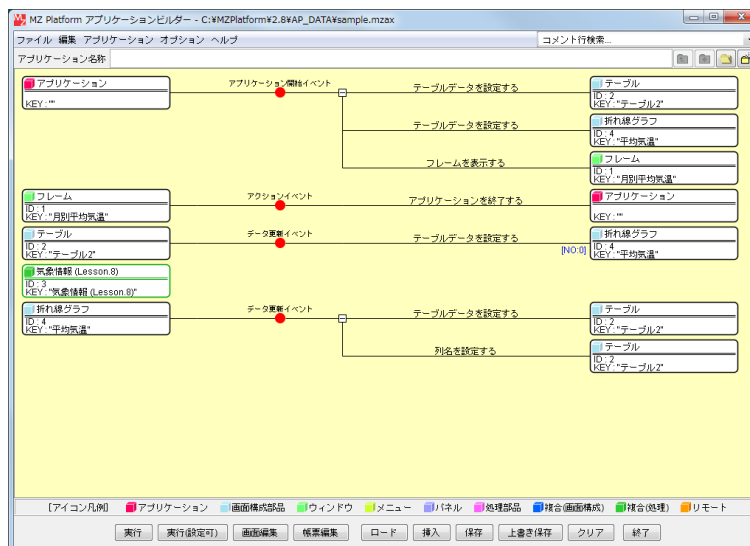 MZ Platform アプリケーションビルダー - C:¥MZPlatform¥2.8¥AP_DATA¥sample.mzax
ファイル 編集 アプリケーション オプション ヘルプ コメント行検索...
アプリケーション名称
アプリケーション アプリケーション開始イベント テーブルデータを設定する テーブル
KEY:"" ID:2
KEY:"テーブル2"
テーブルデータを設定する 折れ線グラフ
ID:4
KEY:"平均気温"
フレームを表示する フレーム
ID:1
KEY:"月別平均気温"
フレーム アクションイベント アプリケーションを終了する アプリケーション
ID:1
KEY:"月別平均気温" KEY:""
テーブル データ更新イベント テーブルデータを設定する 折れ線グラフ
ID:2 [NO:0] ID:4
KEY:"テーブル2" KEY:"平均気温"
気象情報 (Lesson.8)
ID:3
KEY:"気象情報 (Lesson.8)"
折れ線グラフ データ更新イベント テーブルデータを設定する テーブル
ID:4 ID:2
KEY:"平均気温" KEY:"テーブル2"
列名を設定する テーブル
ID:2
KEY:"テーブル2"
[アイコン凡例] アプリケーション 画面構成部品 ウィンドウ メニュー パネル 処理部品 複合(画面構成) 複合(処理) リモート
実行 実行(設定可) 画面編集 帳票編集 ロード 挿入 保存 上書き保存 クリア 終了